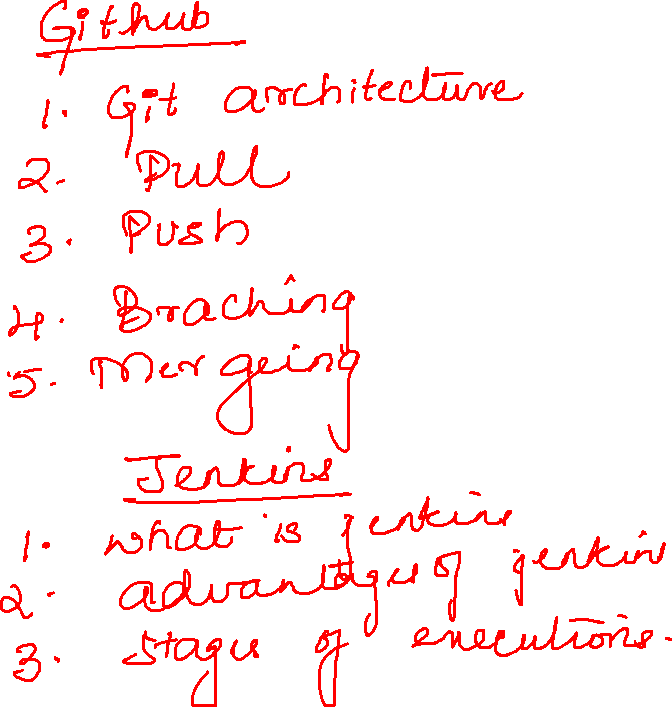 Github
1. Git architecture
2. Pull
3. Push
4. Braching
5. Mergeing
Jenkins
1. what is jenkins
2. advantages of jenkins
3. stages of executions.